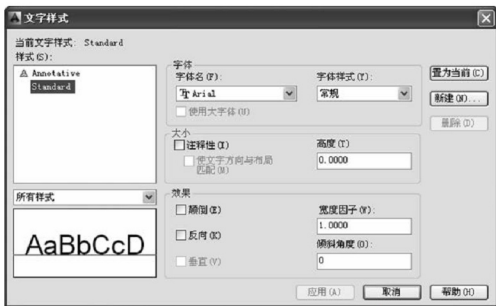 文字样式
当前文字样式: Standard
样式(S):
Annotative
Standard
所有样式
AaBbCcD
字体
字体名(F):
Arial
字体样式(Y):
常规
使用大字体(U)
大小
注释性(I)
使文字方向与布局
匹配(M)
高度(T)
0.0000
效果
颠倒(E)
反向(K)
垂直(V)
宽度因子(W):
1.0000
倾斜角度(O):
0
置为当前(C)
新建(N)...
删除(D)
应用(A)
取消
帮助(H)